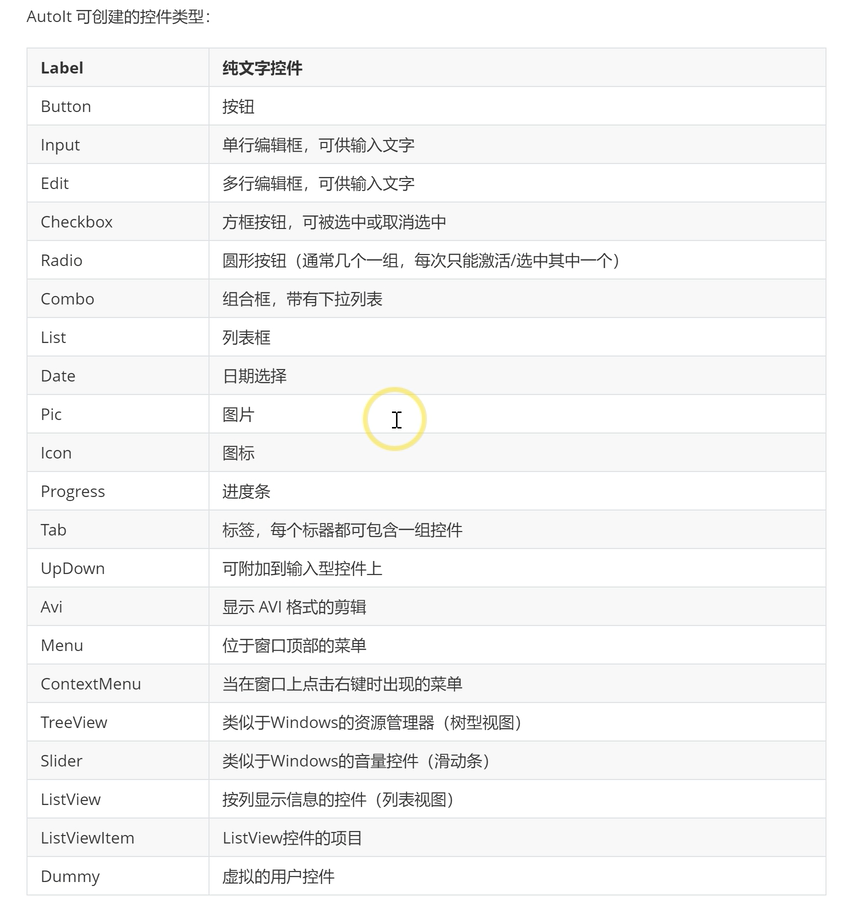 AutoIt 可创建的控件类型：
Label 纯文字控件
Button 按钮
Input 单行编辑框，可供输入文字
Edit 多行编辑框，可供输入文字
Checkbox 方框按钮，可被选中或取消选中
Radio 圆形按钮（通常几个一组，每次只能激活/选中其中一个）
Combo 组合框，带有下拉列表
List 列表框
Date 日期选择
Pic 图片
Icon 图标
Progress 进度条
Tab 标签，每个标器都可包含一组控件
UpDown 可附加到输入型控件上
Avi 显示 AVI 格式的剪辑
Menu 位于窗口顶部的菜单
ContextMenu 当在窗口上点击右键时出现的菜单
TreeView 类似于Windows的资源管理器（树型视图）
Slider 类似于Windows的音量控件（滑动条）
ListView 按列显示信息的控件（列表视图）
ListViewItem ListView控件的项目
Dummy 虚拟的用户控件